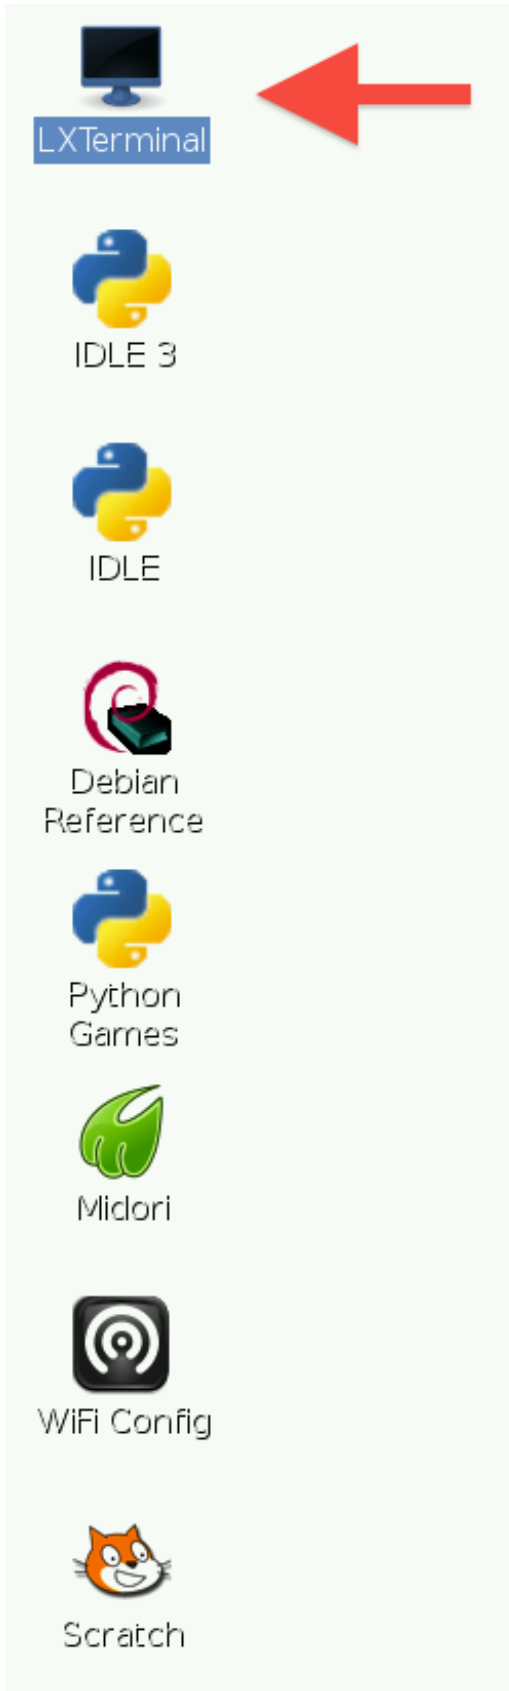 LXTerminal
IDLE 3
IDLE
Debian
Reference
Python
Games
Midori
WiFi Config
Scratch